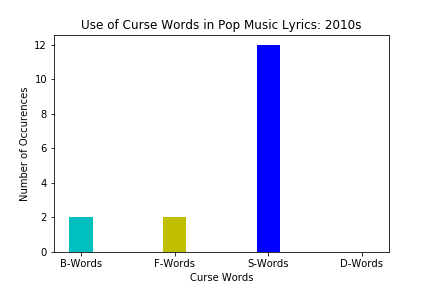 Use of Curse Words in Pop Music Lyrics: 2010s
Number of Occurences
12
10
8
6
4
2
0
B-Words F-Words S-Words D-Words
Curse Words